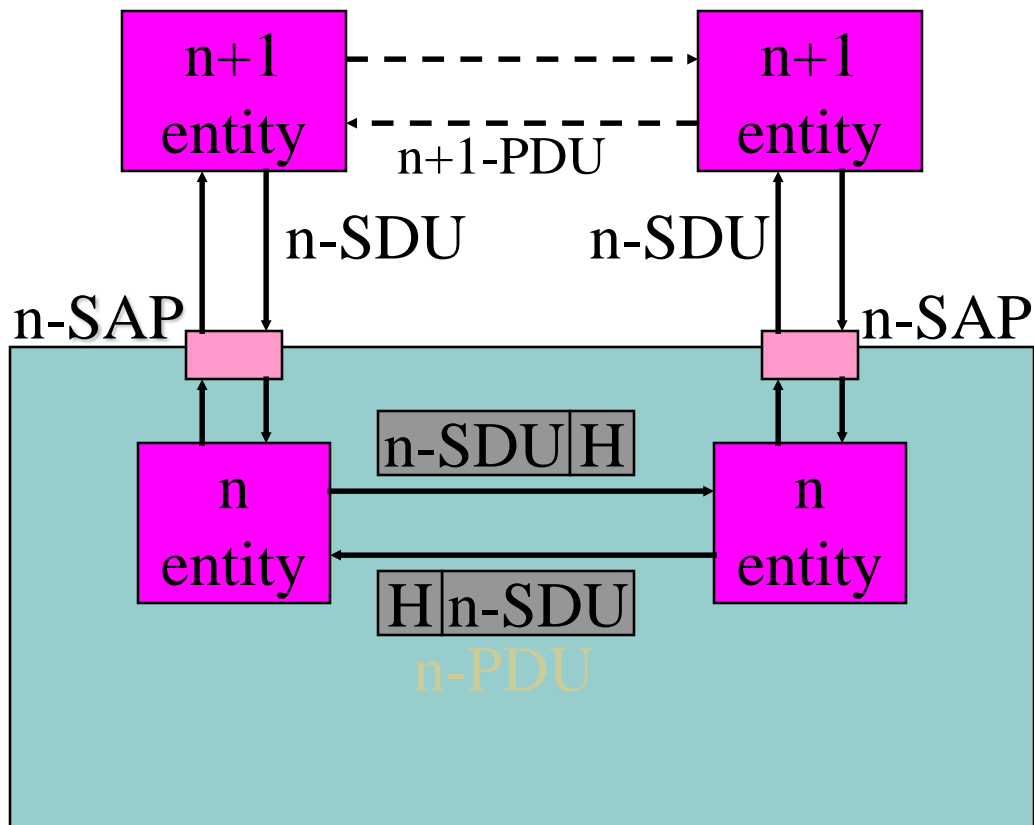 n+1
entity
n+1
entity
n+1-PDU
n-SDU
n-SDU
n-SAP
n-SAP
n-SDU H
n
entity
n
entity
H n-SDU
n-PDU